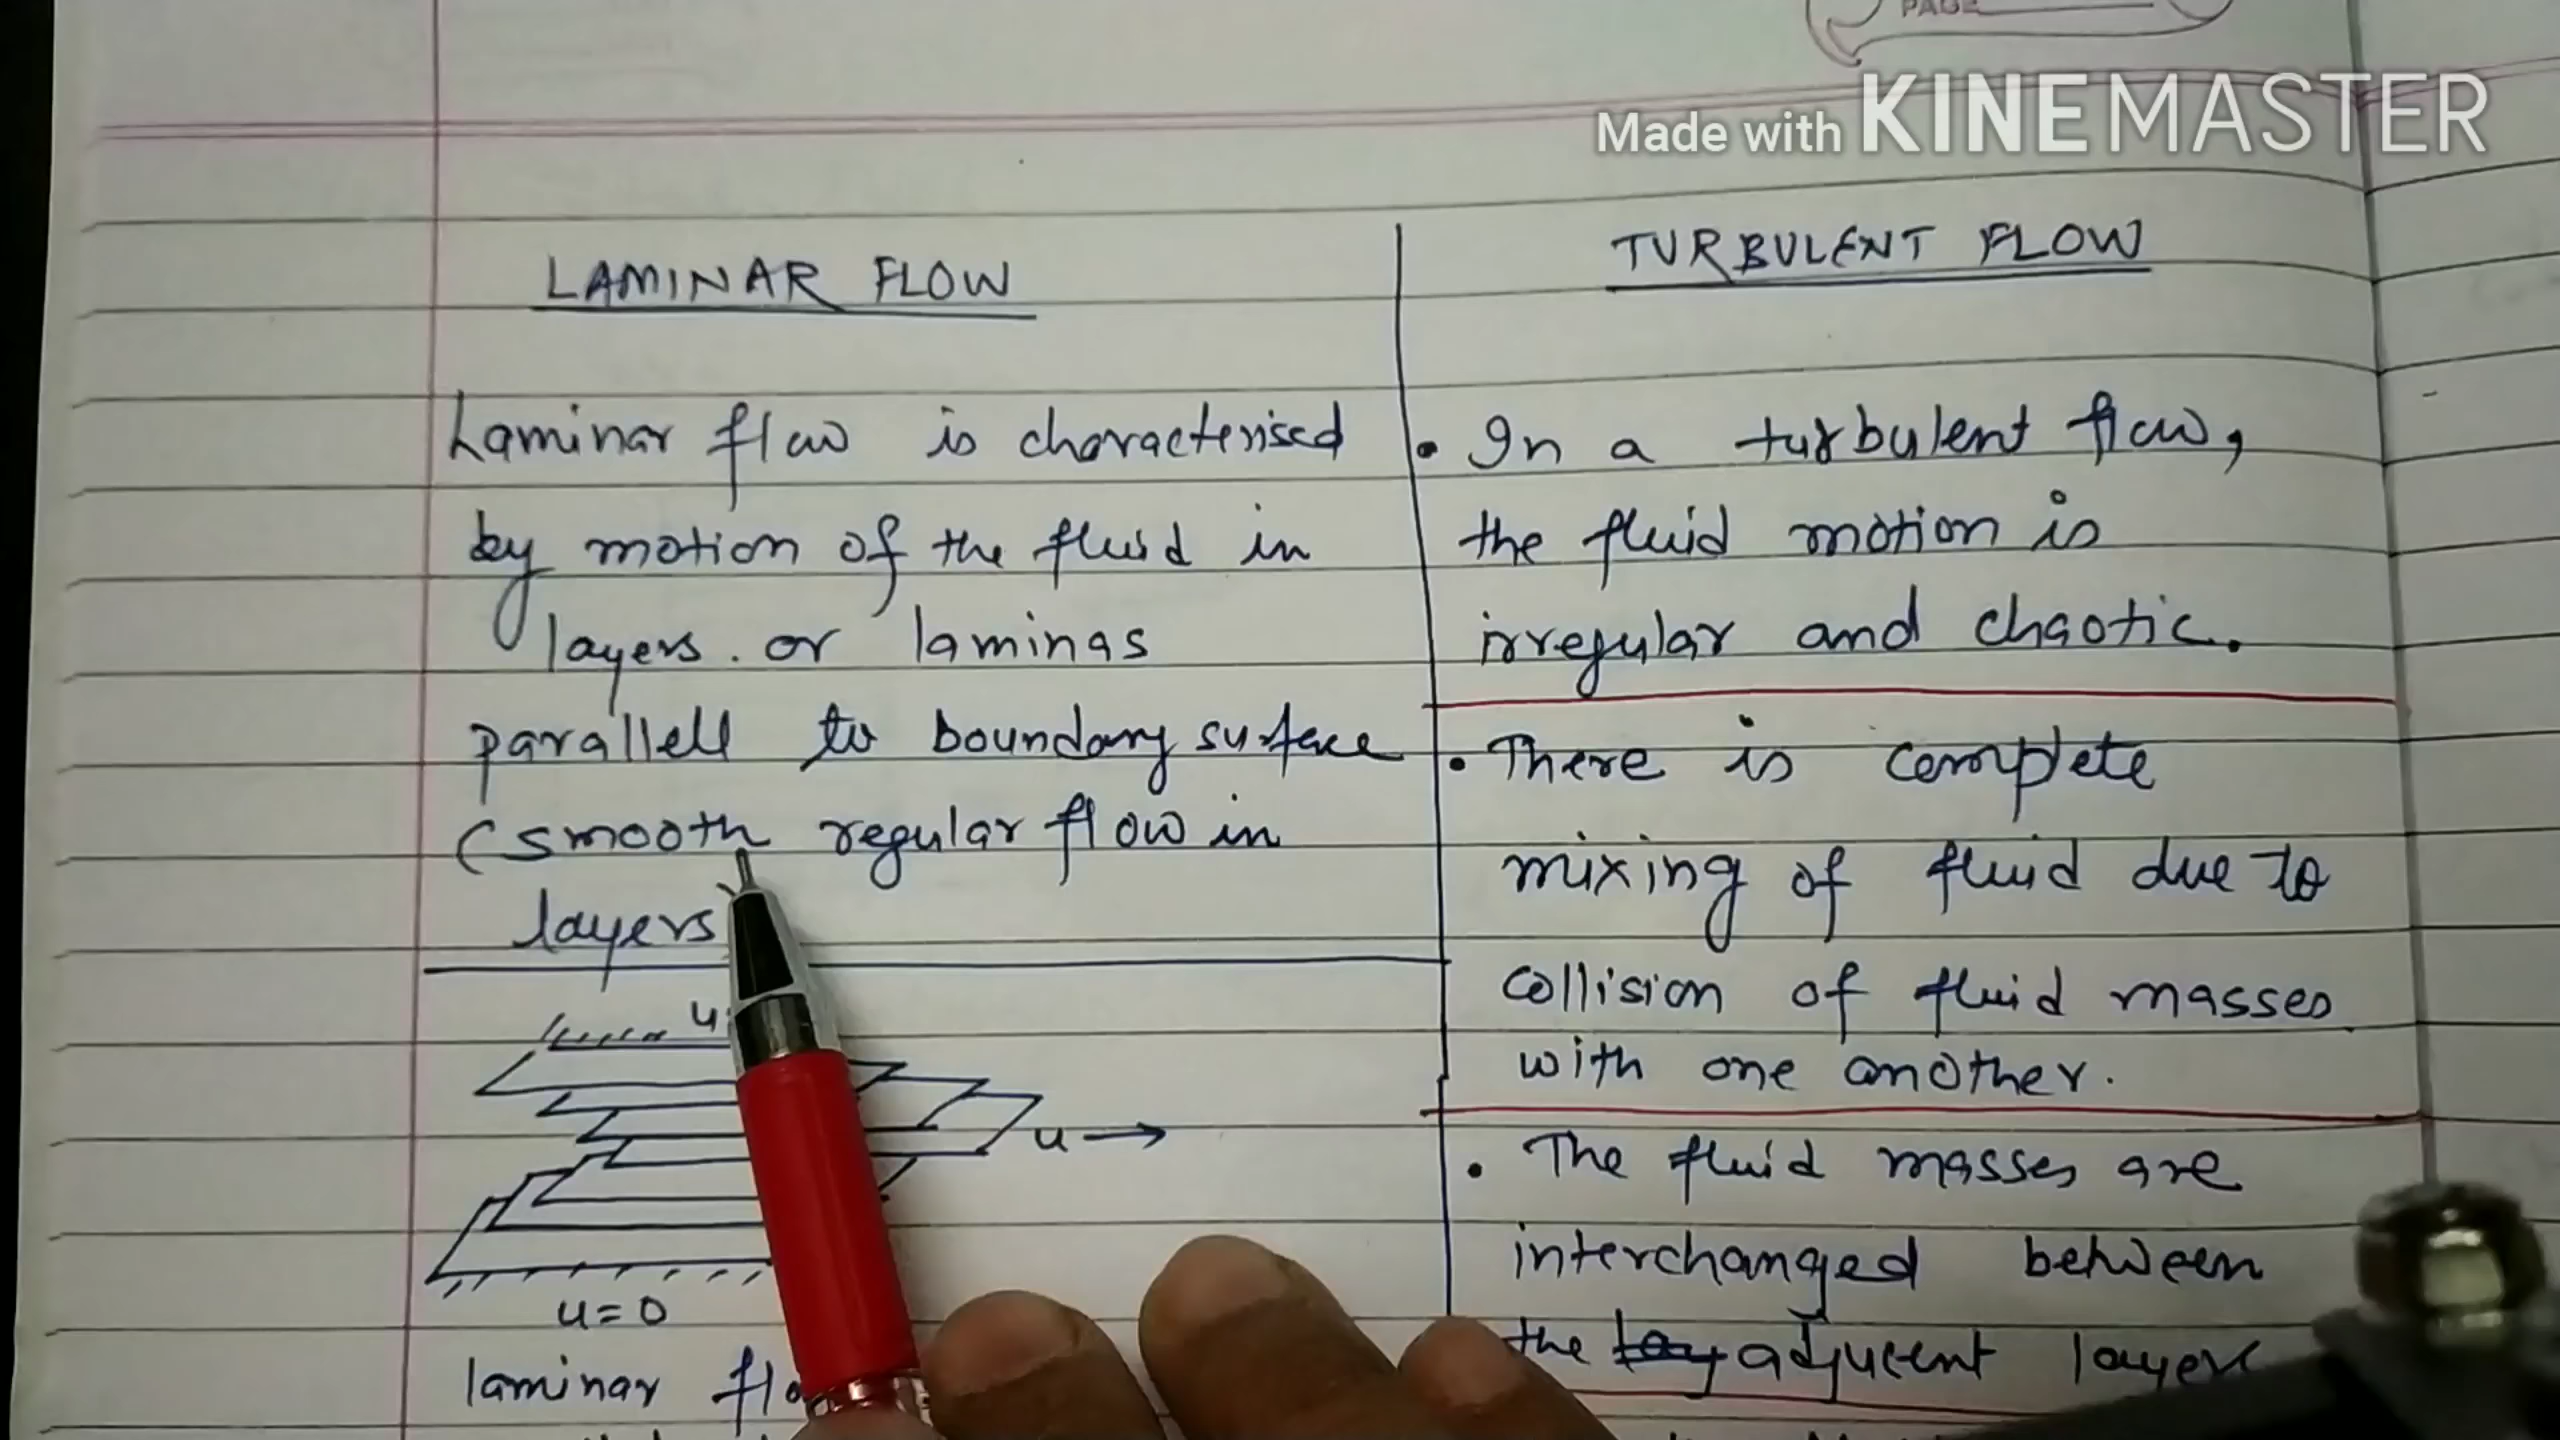 PAGE
Made with KINEMASTER
LAMINAR FLOW
Laminar flow is characterised
by motion of the fluid in
layers. or laminas
parallell to boundary surface
(smooth regular flow in
layers
u
u →
u=0
laminar
TURBULENT FLOW
• In a turbulent flow,
the fluid motion is
irregular and chaotic.
• There is complete
mixing of fluid due to
collision of fluid masses
with one another.
• The fluid masses are
interchanged between
the adjucent layers